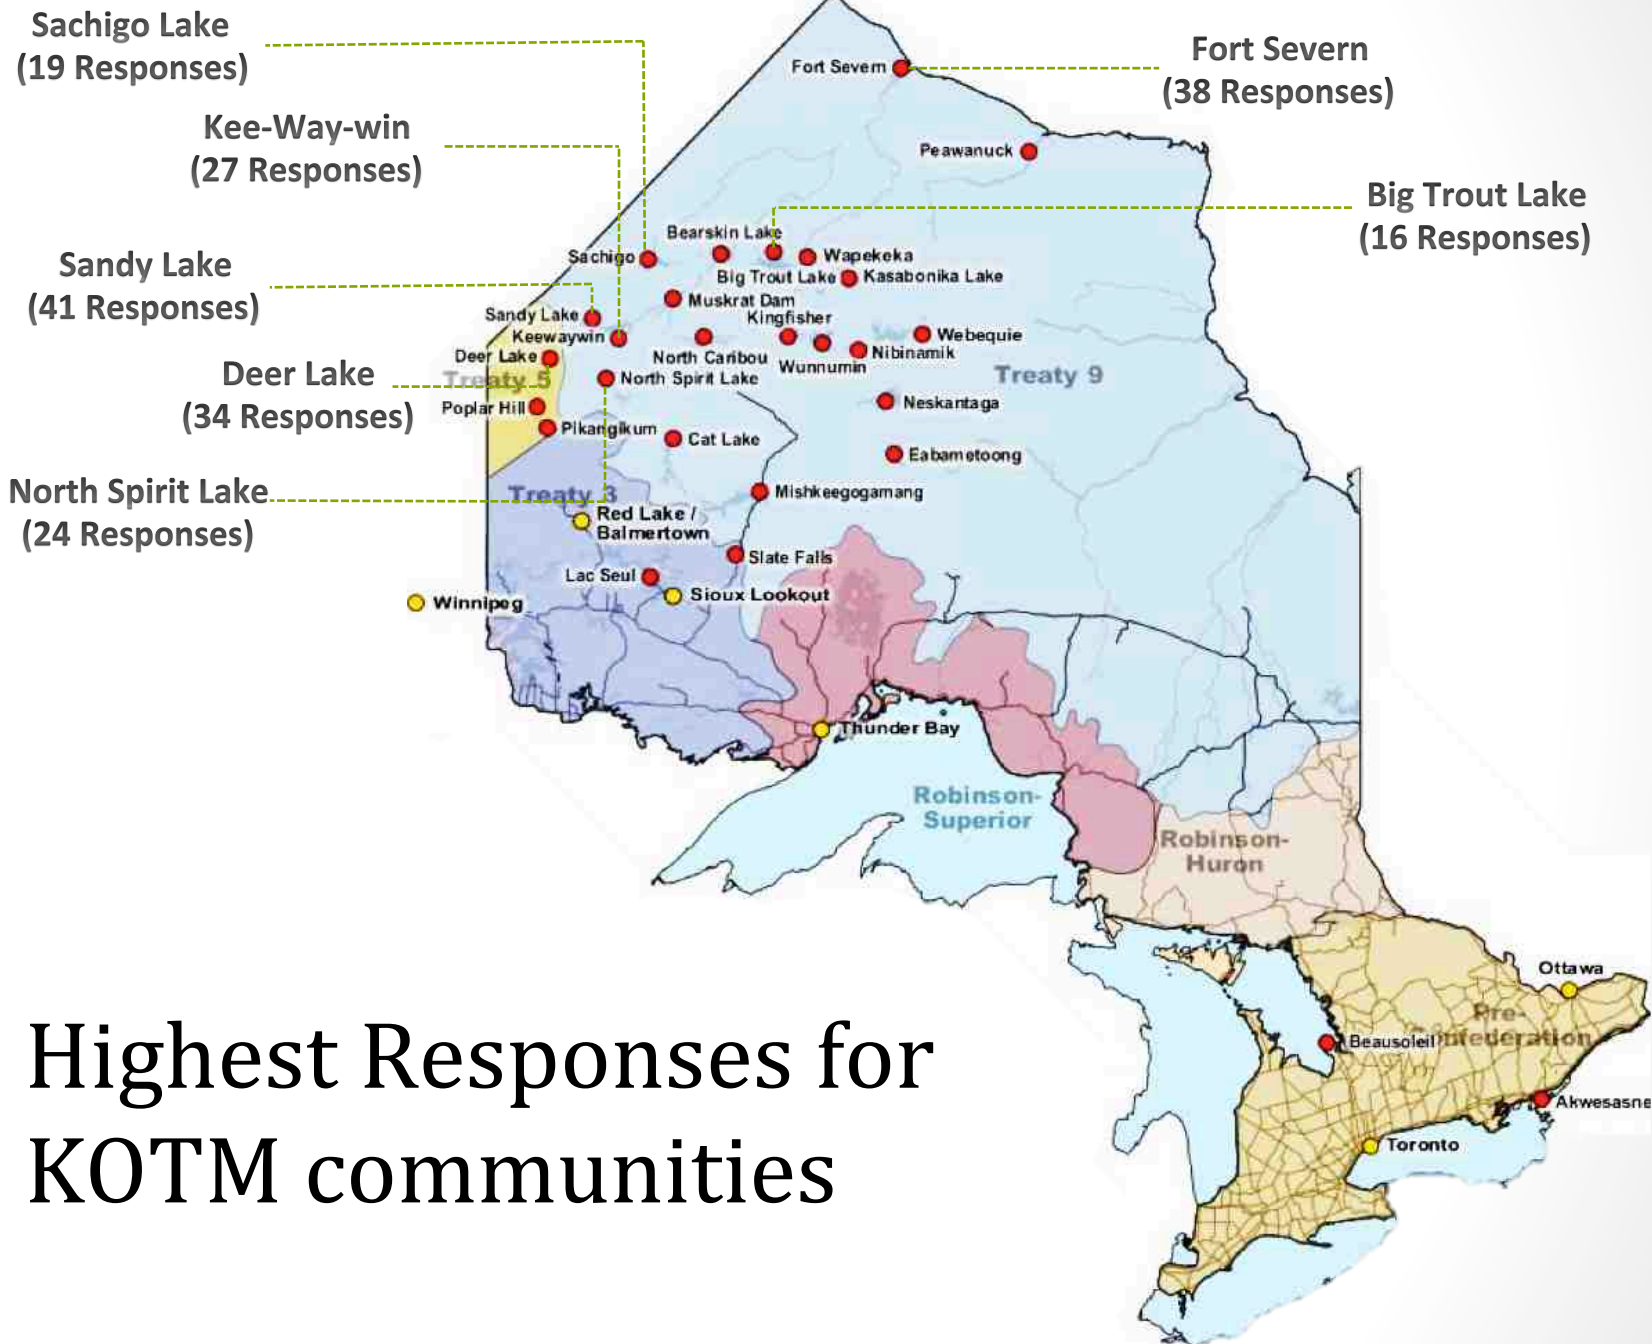 Sachigo Lake
(19 Responses)
Kee-Way-win
(27 Responses)
Sandy Lake
(41 Responses)
Deer Lake
(34 Responses)
North Spirit Lake
(24 Responses)
Fort Severn
(38 Responses)
Big Trout Lake
(16 Responses)
Fort Severn
Peawanuck
Bearskin Lake
Sachigo
Wapekeka
Big Trout Lake
Kasabonika Lake
Muskrat Dam
Kingfisher
Sandy Lake
Keewaywin
Webequie
Deer Lake
North Caribou
Nibinamik
Wunnumin
Treaty 5
North Spirit Lake
Treaty 9
Poplar Hill
Neskantaga
Pikangikum
Cat Lake
Eabametoong
Treaty 3
Mishkeegogamang
Red Lake /
Balmertown
Slate Falls
Lac Seul
Sioux Lookout
Winnipeg
Thunder Bay
Robinson-
Superior
Robinson-
Huron
Ottawa
Pre-
Confederation
Beausoleil
Akwesasne
Toronto
Highest Responses for
KOTM communities